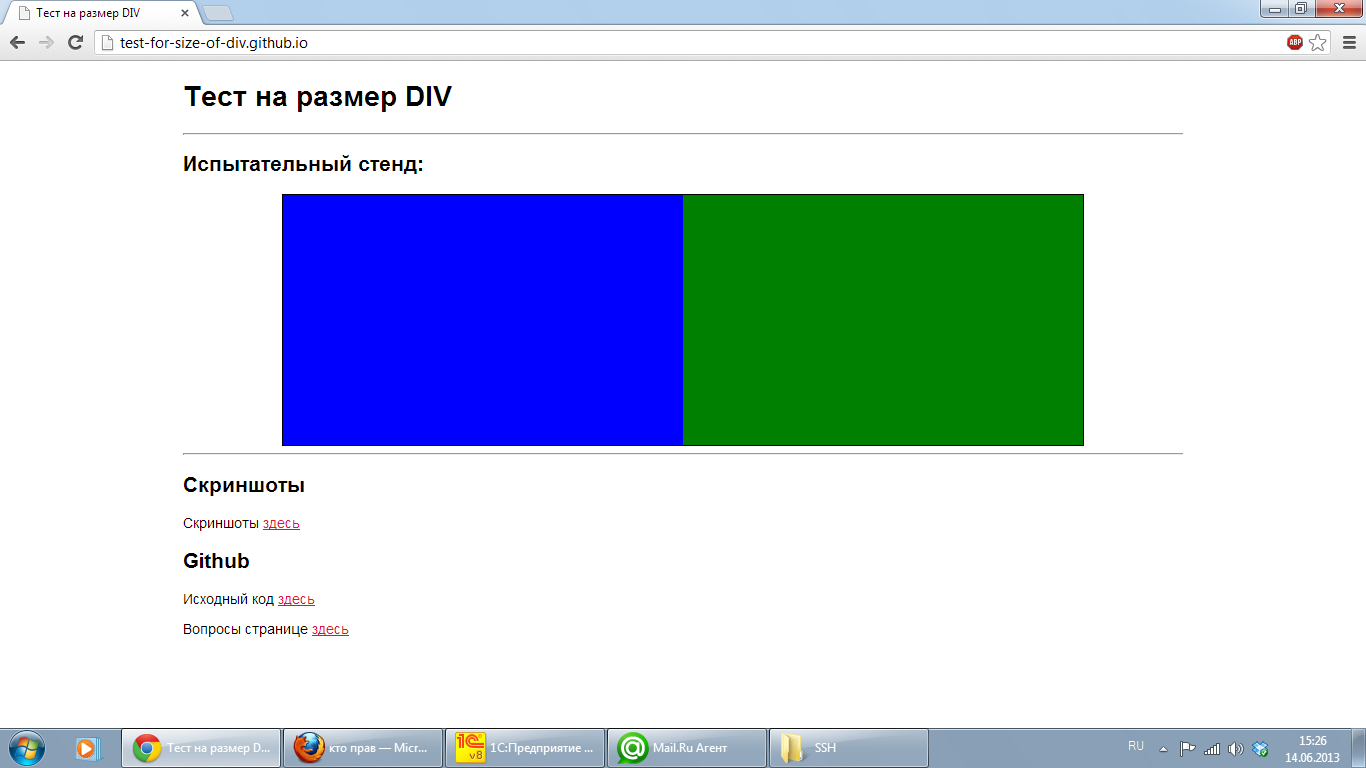 Тест на размер DIV
test-for-size-of-div.github.io
ABP
Тест на размер DIV
Испытательный стенд:
Скриншоты
Скриншоты здесь
Github
Исходный код здесь
Вопросы странице здесь
Тест на размер D...
кто прав — Micr...
1С v8
1С:Предприятие ...
Mail.Ru Агент
SSH
RU
15:26
14.06.2013